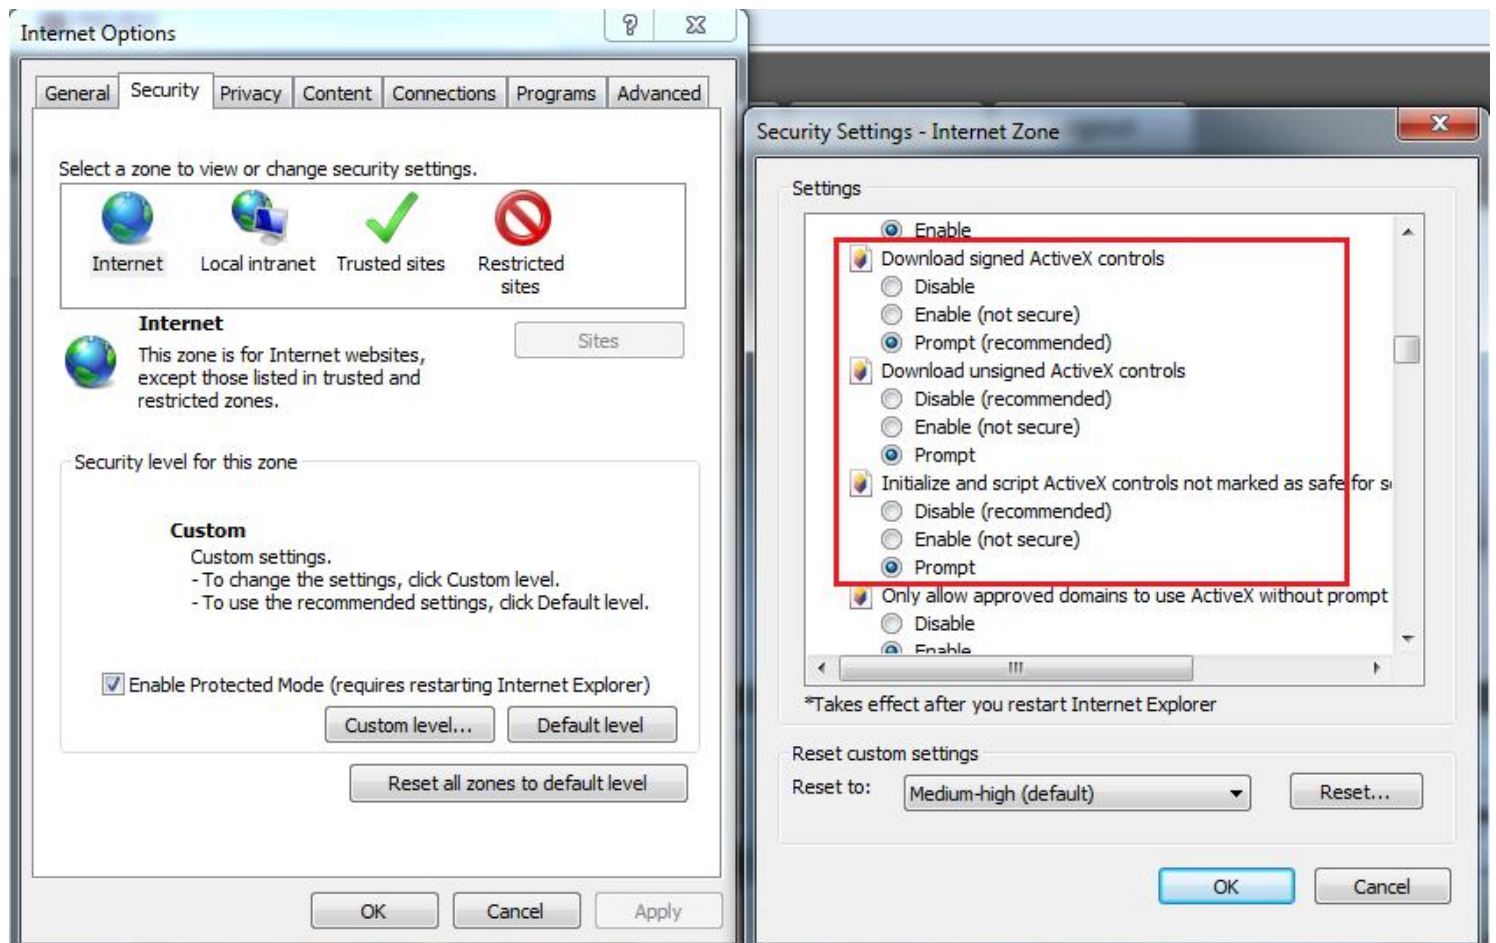 Internet Options
?
General Security Privacy Content Connections Programs Advanced
Select a zone to view or change security settings.
Internet
Local intranet
Trusted sites
Restricted
sites
Internet
This zone is for Internet websites,
except those listed in trusted and
restricted zones.
Sites
Security level for this zone
Custom
Custom settings.
- To change the settings, click Custom level.
- To use the recommended settings, click Default level.
Enable Protected Mode (requires restarting Internet Explorer)
Custom level...
Default level
Reset all zones to default level
OK
Cancel
Apply
Security Settings - Internet Zone
Settings
Enable
Download signed ActiveX controls
Disable
Enable (not secure)
Prompt (recommended)
Download unsigned ActiveX controls
Disable (recommended)
Enable (not secure)
Prompt
Initialize and script ActiveX controls not marked as safe for
Disable (recommended)
Enable (not secure)
Prompt
Only allow approved domains to use ActiveX without prompt
Disable
Enable
*Takes effect after you restart Internet Explorer
Reset custom settings
Reset to:
Medium-high (default)
Reset...
OK
Cancel